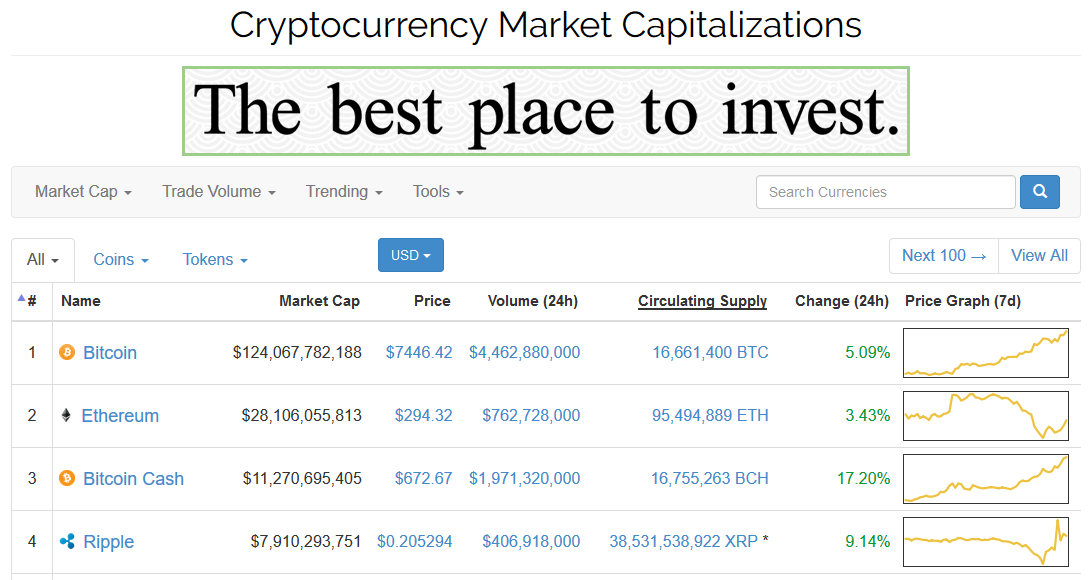 Cryptocurrency Market Capitalizations
The best place to invest.
Market Cap Trade Volume Trending Tools Search Currencies
All Coins Tokens USD Next 100 → View All
# Name Market Cap Price Volume (24h) Circulating Supply Change (24h) Price Graph (7d)
1 Bitcoin $124,067,782,188 $7446.42 $4,462,880,000 16,661,400 BTC 5.09%
2 Ethereum $28,106,055,813 $294.32 $762,728,000 95,494,889 ETH 3.43%
3 Bitcoin Cash $11,270,695,405 $672.67 $1,971,320,000 16,755,263 BCH 17.20%
4 Ripple $7,910,293,751 $0.205294 $406,918,000 38,531,538,922 XRP * 9.14%